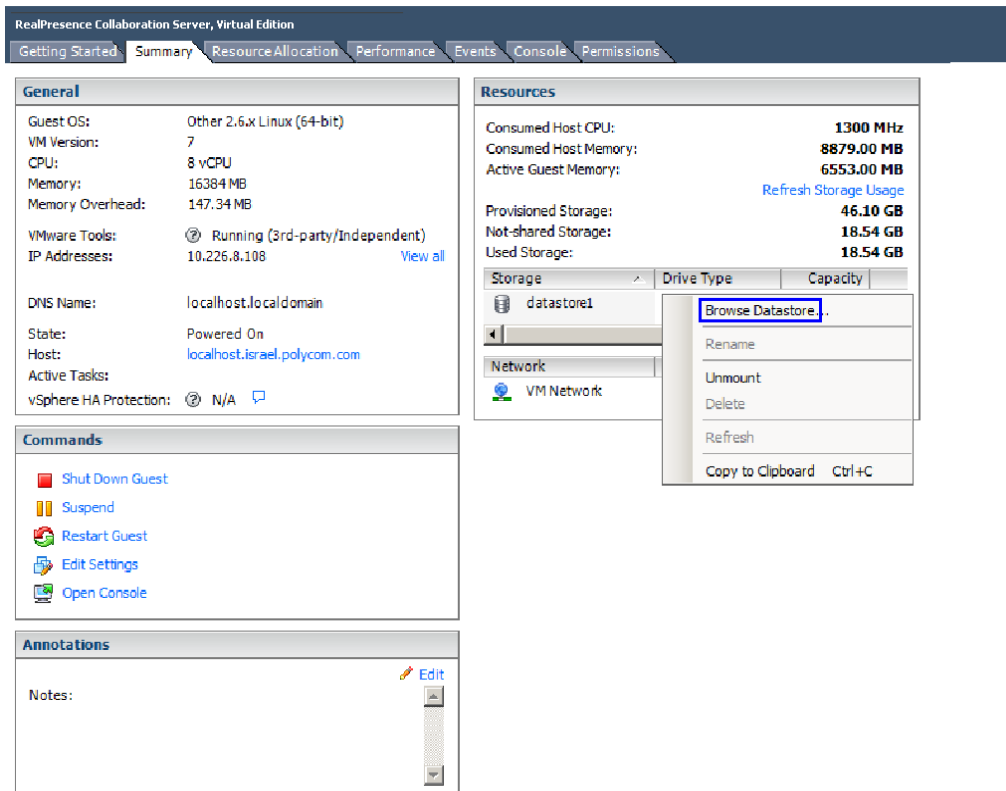 RealPresence Collaboration Server, Virtual Edition
Getting Started Summary Resource Allocation Performance Events Console Permissions
General
Guest OS: Other 2.6.x Linux (64-bit)
VM Version: 7
CPU: 8 vCPU
Memory: 16384 MB
Memory Overhead: 147.34 MB
VMware Tools: Running (3rd-party/Independent)
IP Addresses: 10.226.8.108 View all
DNS Name: localhost.localdomain
State: Powered On
Host: localhost.israel.polycom.com
Active Tasks:
vSphere HA Protection: N/A
Commands
Shut Down Guest
Suspend
Restart Guest
Edit Settings
Open Console
Annotations
Edit
Notes:
Resources
Consumed Host CPU: 1300 MHz
Consumed Host Memory: 8879.00 MB
Active Guest Memory: 6553.00 MB
Refresh Storage Usage
Provisioned Storage: 46.10 GB
Not-shared Storage: 18.54 GB
Used Storage: 18.54 GB
Storage Drive Type Capacity
datastore1
Network
VM Network
Browse Datastore...
Rename
Unmount
Delete
Refresh
Copy to Clipboard Ctrl+C